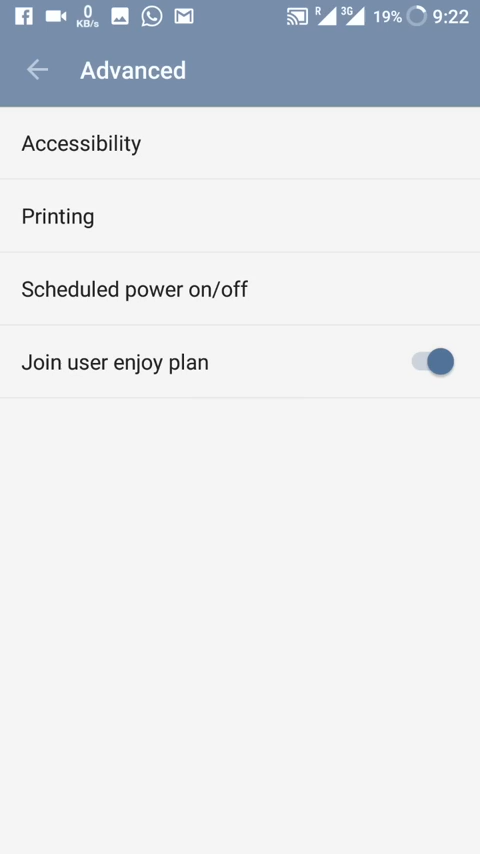 0
KB/s
R
3G
19%
9:22
Advanced
Accessibility
Printing
Scheduled power on/off
Join user enjoy plan